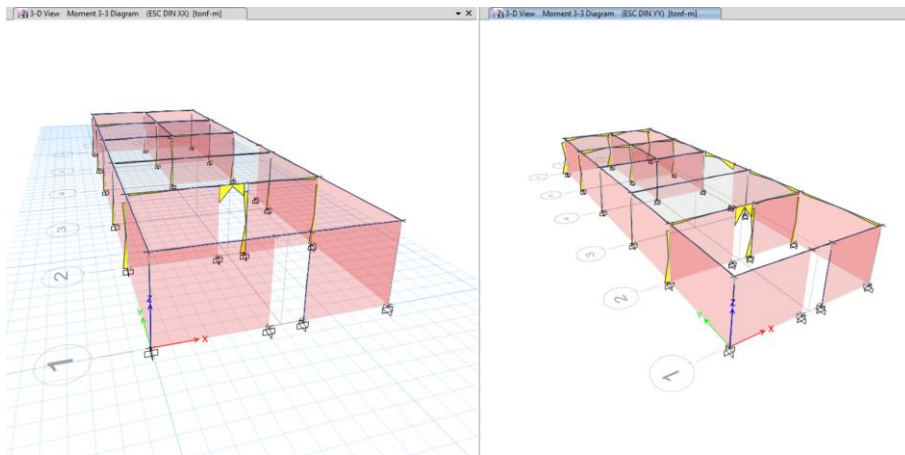 3-D View Moment 3-3 Diagram (ESC DIN XX) [tonf-m]
3-D View Moment 3-3 Diagram (ESC DIN YY) [tonf-m]
4
4
3
3
2
2
Z
Y
X
Z
Y
X
1
1